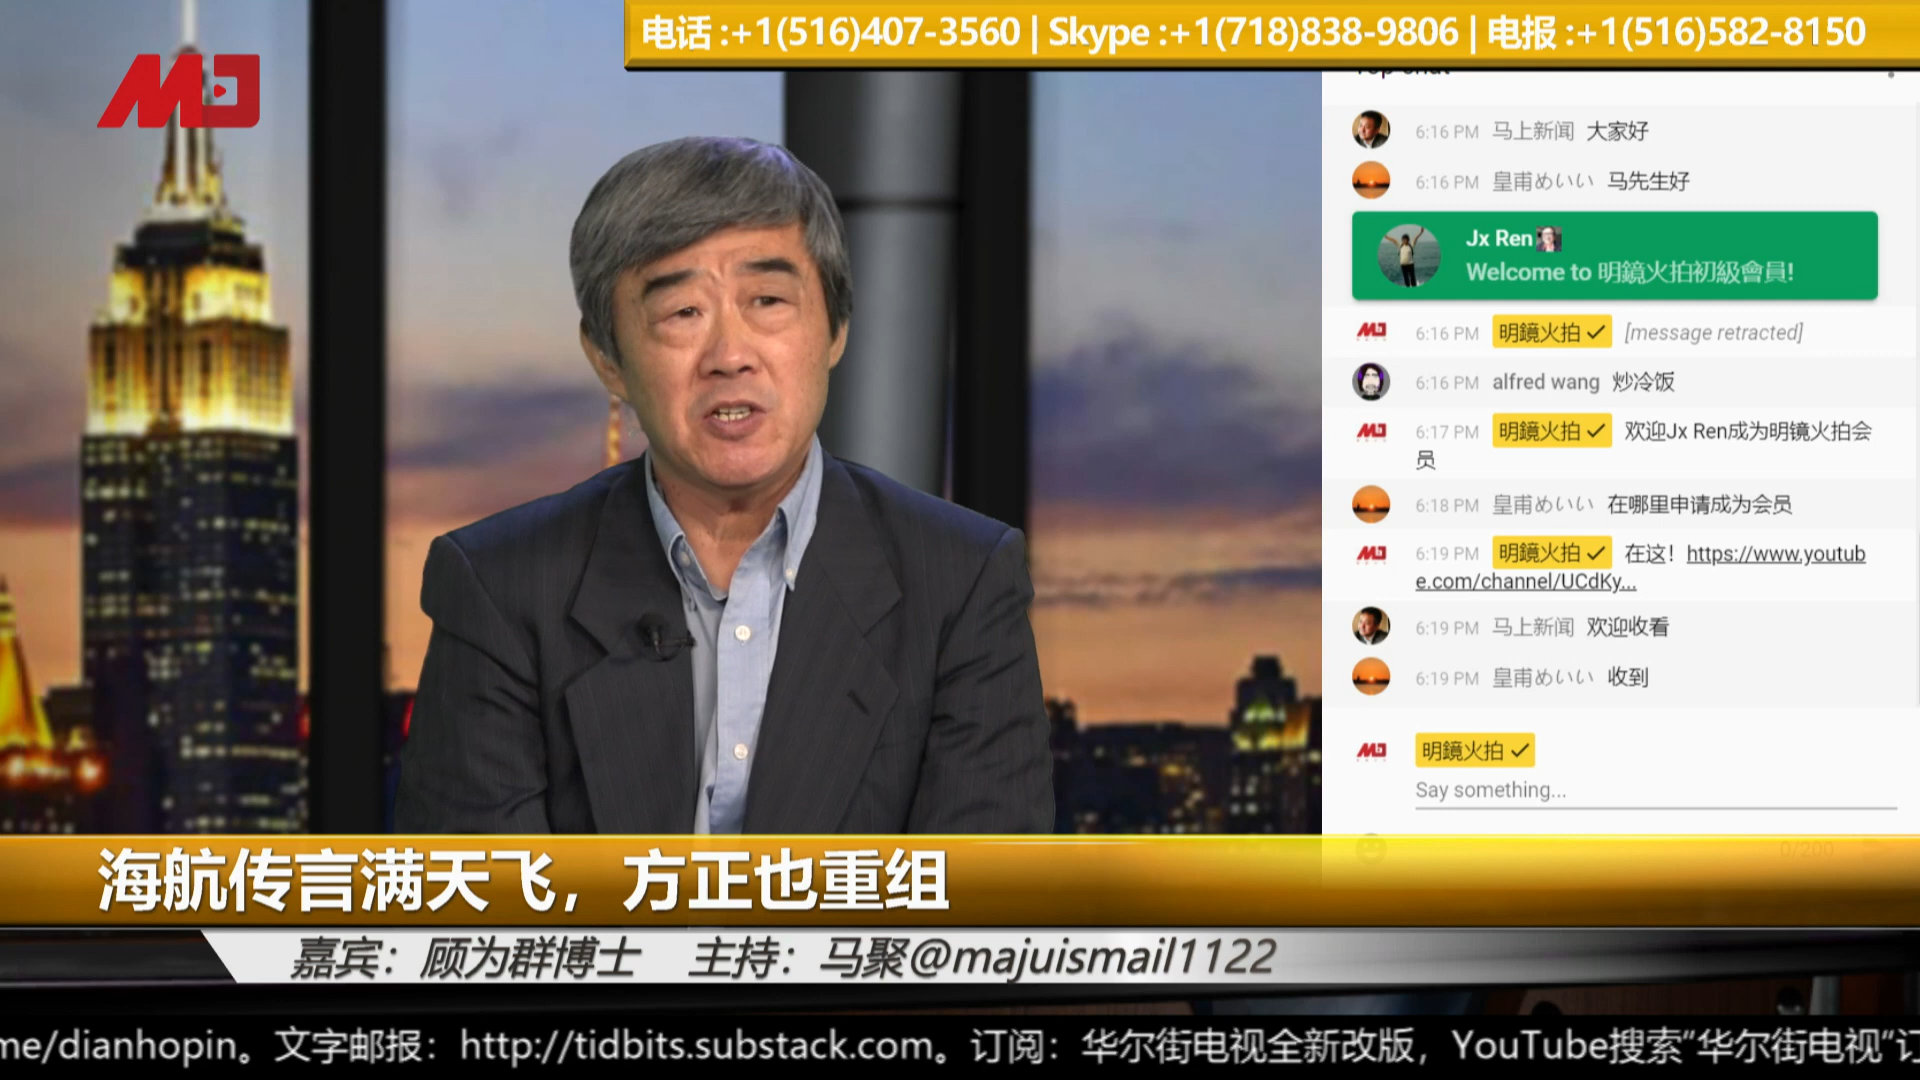 电话 :+1(516)407-3560 | Skype :+1(718)838-9806 | 电报 :+1(516)582-8150
Top chat
6:16 PM 马上新闻 大家好
6:16 PM 皇甫めいい 马先生好
Jx Ren
Welcome to 明鏡火拍初級會員!
6:16 PM 明鏡火拍 [message retracted]
6:16 PM alfred wang 炒冷饭
6:17 PM 明鏡火拍 欢迎Jx Ren成为明镜火拍会
员
6:18 PM 皇甫めいい 在哪里申请成为会员
6:19 PM 明鏡火拍 在这！https://www.youtub
e.com/channel/UCdKy...
6:19 PM 马上新闻 欢迎收看
6:19 PM 皇甫めいい 收到
明鏡火拍
Say something...
0/200
海航传言满天飞，方正也重组
嘉宾：顾为群博士 主持：马聚@majuismail1122
me/dianhopin。文字邮报：http://tidbits.substack.com。订阅：华尔街电视全新改版，YouTube搜索“华尔街电视”订